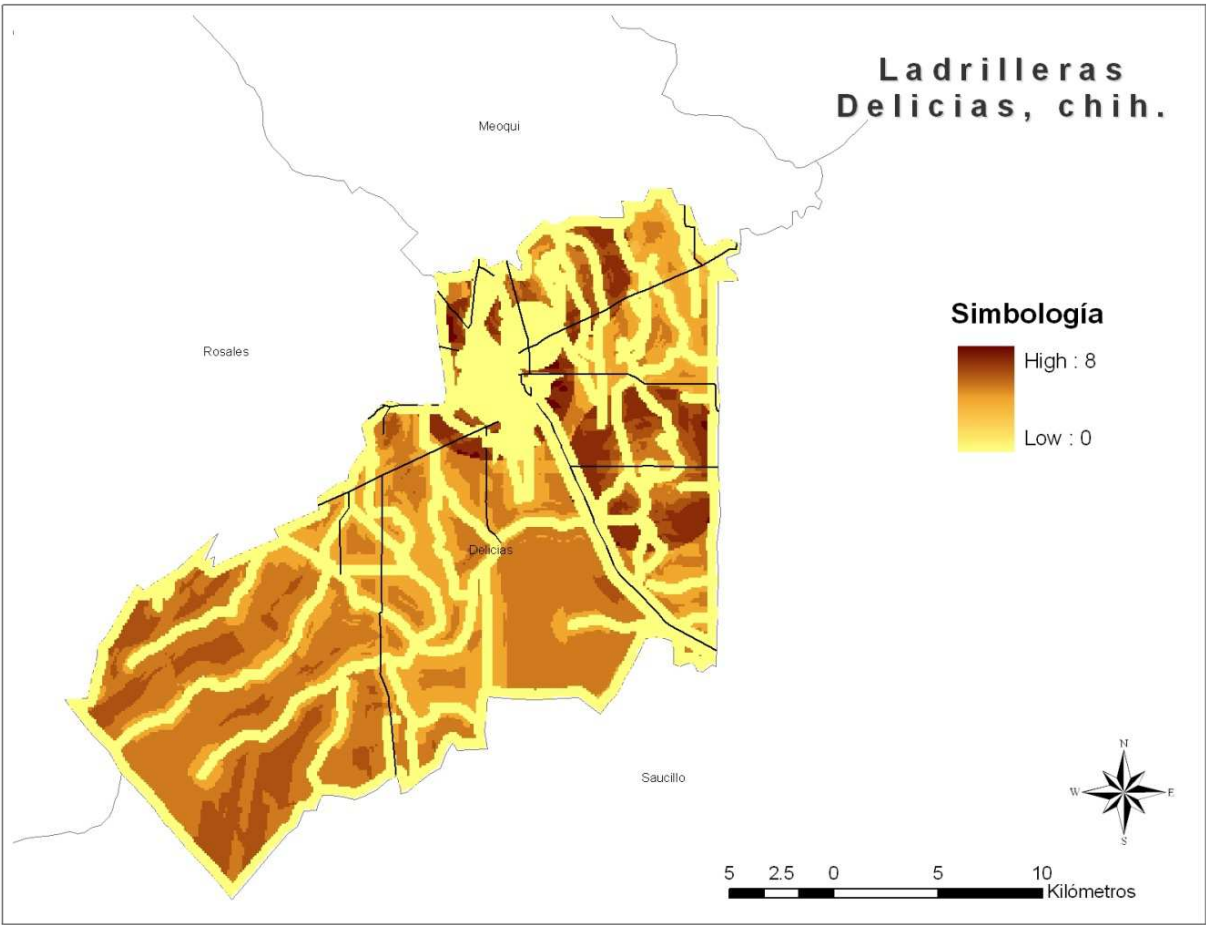 Ladrilleras
Delicias, chih.
Meoqui
Rosales
Simbología
High : 8
Low : 0
Delicias
Saucillo
N
W E
S
5 2.5 0 5 10
Kilómetros